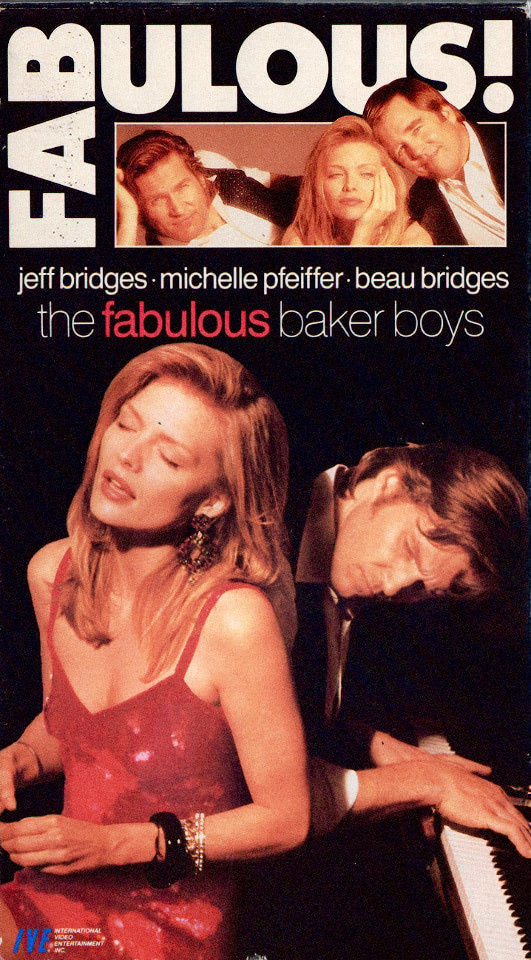 FABULOUS!
jeff bridges · michelle pfeiffer · beau bridges
the fabulous baker boys
IVE INTERNATIONAL
VIDEO
ENTERTAINMENT
INC.